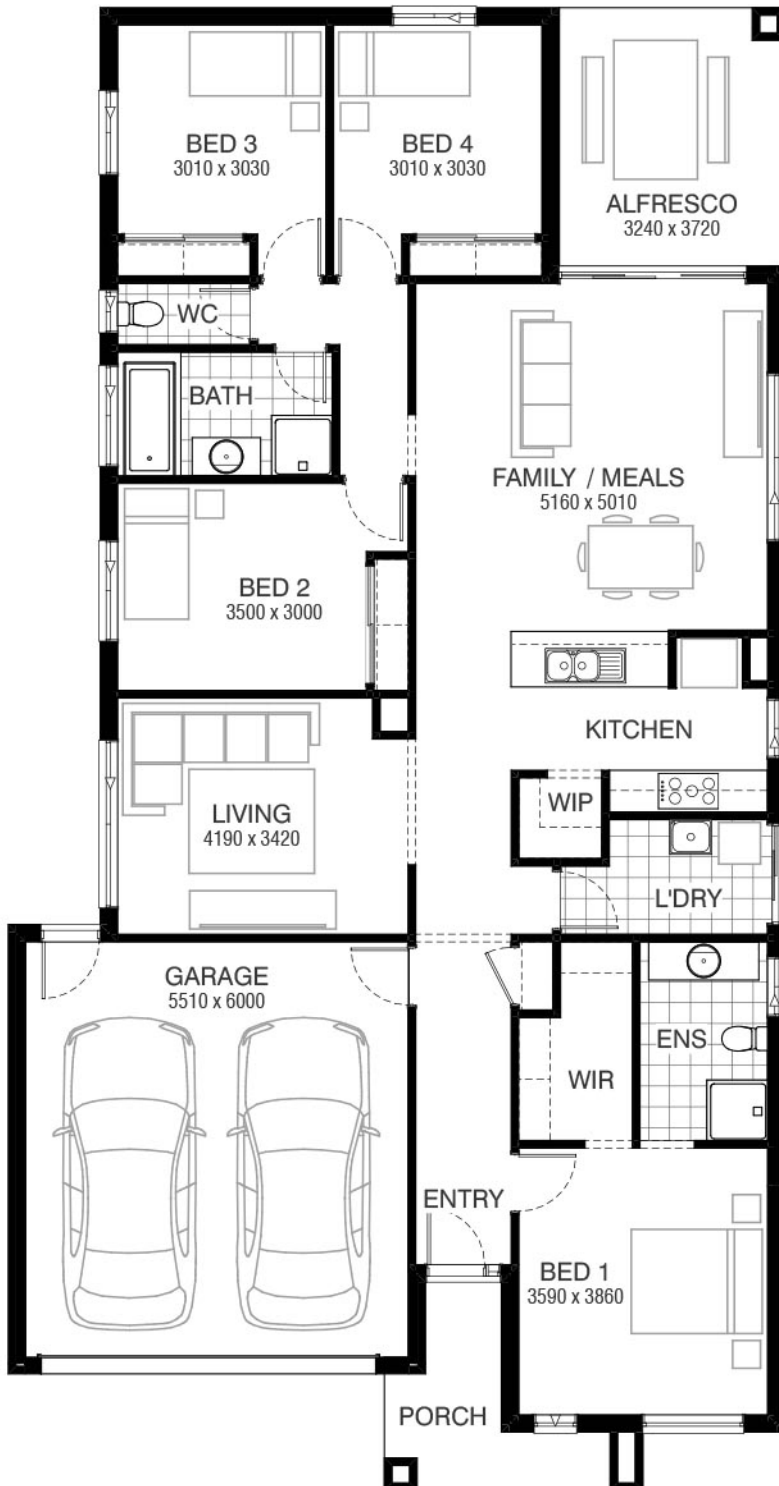 BED 3
3010 x 3030
BED 4
3010 x 3030
ALFRESCO
3240 x 3720
WC
BATH
FAMILY / MEALS
5160 x 5010
BED 2
3500 x 3000
KITCHEN
LIVING
4190 x 3420
WIP
L'DRY
GARAGE
5510 x 6000
ENS
WIR
ENTRY
BED 1
3590 x 3860
PORCH